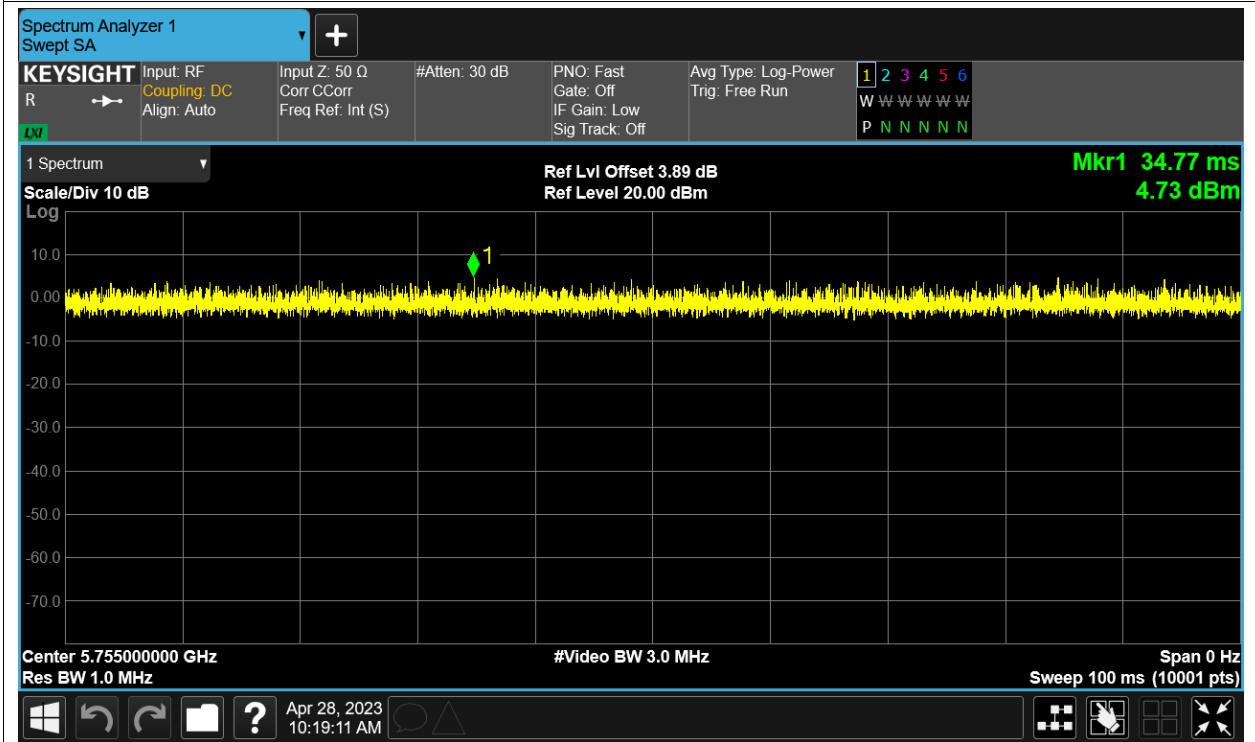 Spectrum Analyzer 1
Swept SA
KEYSIGHT
R
LXI
Input: RF
Coupling: DC
Align: Auto
Input Z: 50 Ω
Corr CCorr
Freq Ref: Int (S)
#Atten: 30 dB
PNO: Fast
Gate: Off
IF Gain: Low
Sig Track: Off
Avg Type: Log-Power
Trig: Free Run
1 2 3 4 5 6
W W W W W W
P N N N N N
1 Spectrum
Scale/Div 10 dB
Log
Ref Lvl Offset 3.89 dB
Ref Level 20.00 dBm
Mkr1 34.77 ms
4.73 dBm
1
10.0
0.00
-10.0
-20.0
-30.0
-40.0
-50.0
-60.0
-70.0
Center 5.755000000 GHz
Res BW 1.0 MHz
#Video BW 3.0 MHz
Span 0 Hz
Sweep 100 ms (10001 pts)
?
Apr 28, 2023
10:19:11 AM